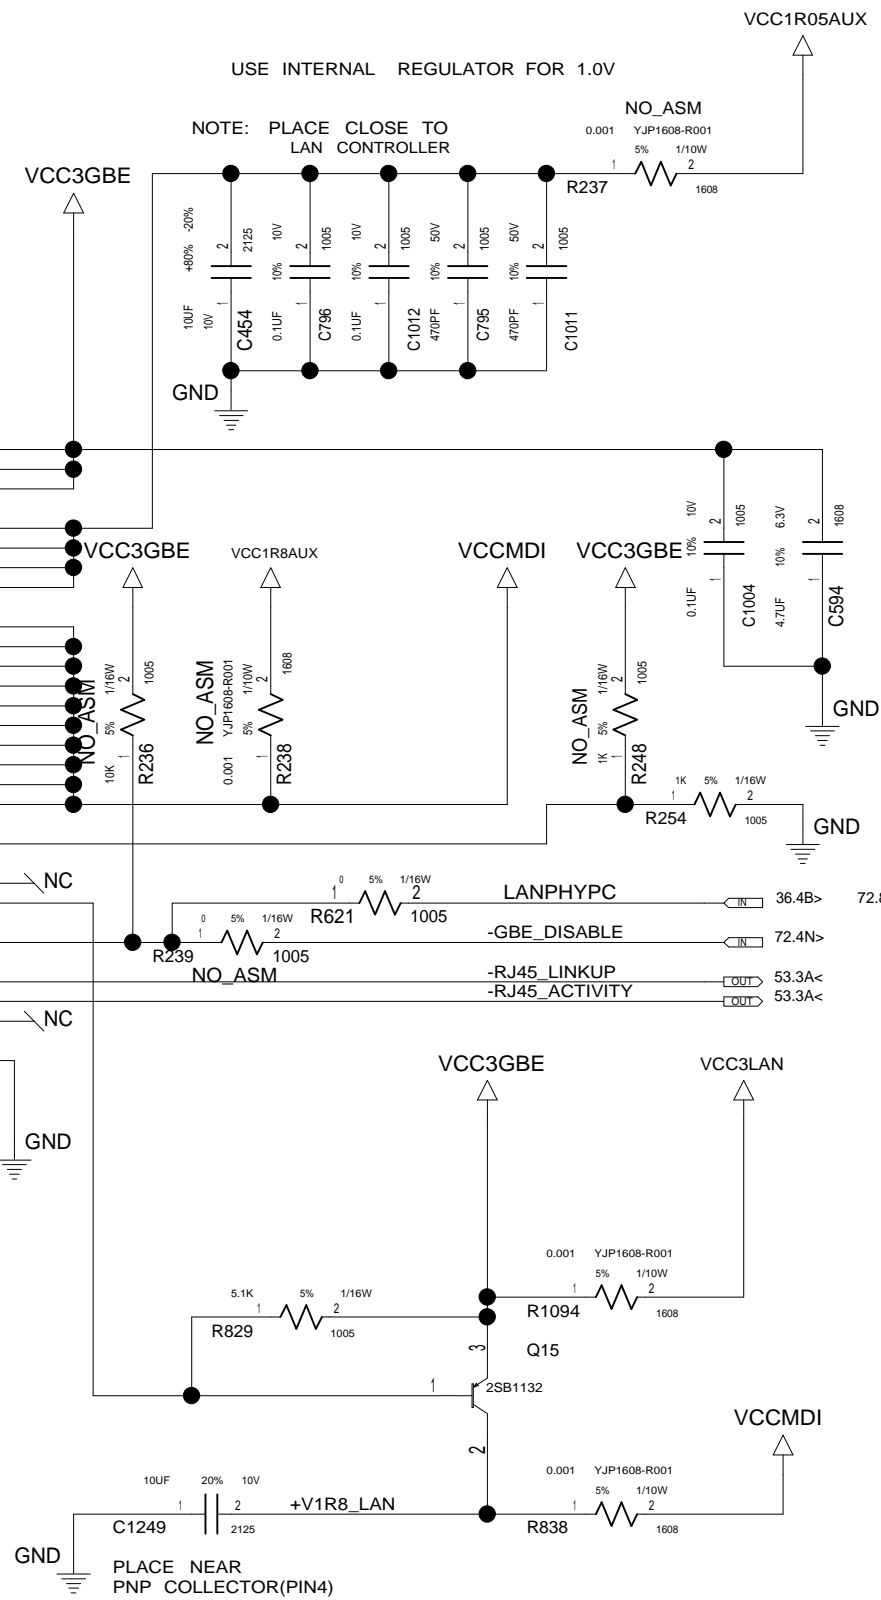 VCC1R05AUX
USE INTERNAL REGULATOR FOR 1.0V
NO_ASM
NOTE: PLACE CLOSE TO
LAN CONTROLLER
0.001 YJP1608-R001
5% 1/10W
1 2
R237
1608
VCC3GBE
-20%
+80%
2
2125
10UF
10V
1
C454
10V
10%
2
1005
0.1UF
1
C796
10V
10%
2
1005
0.1UF
1
C1012
50V
10%
2
1005
470PF
1
C795
50V
10%
2
1005
470PF
1
C1011
GND
10V
10%
2
1005
0.1UF
1
C1004
6.3V
10%
2
1608
4.7UF
1
C594
GND
VCC3GBE
VCC1R8AUX
VCCMDI
VCC3GBE
NO_ASM
1/16W
5%
2
1005
10K
1
R236
NO_ASM
YJP1608-R001
1/10W
5%
2
1608
0.001
1
R238
NO_ASM
1/16W
5%
2
1005
1K
1
R248
1K 5% 1/16W
1 2
R254
1005
GND
NC
0 5% 1/16W
1 2
R621
1005
LANPHYPC
IN
36.4B>
0 5% 1/16W
1 2
R239
1005
NO_ASM
-GBE_DISABLE
IN
72.4N>
-RJ45_LINKUP
OUT
53.3A<
-RJ45_ACTIVITY
OUT
53.3A<
NC
GND
VCC3GBE
VCC3LAN
0.001 YJP1608-R001
5% 1/10W
1 2
R1094
1608
5.1K 5% 1/16W
1 2
R829
1005
3
Q15
1
2SB1132
2
VCCMDI
10UF 20% 10V
1 2
C1249
2125
+V1R8_LAN
0.001 YJP1608-R001
5% 1/10W
1 2
R838
1608
GND
PLACE NEAR
PNP COLLECTOR(PIN4)